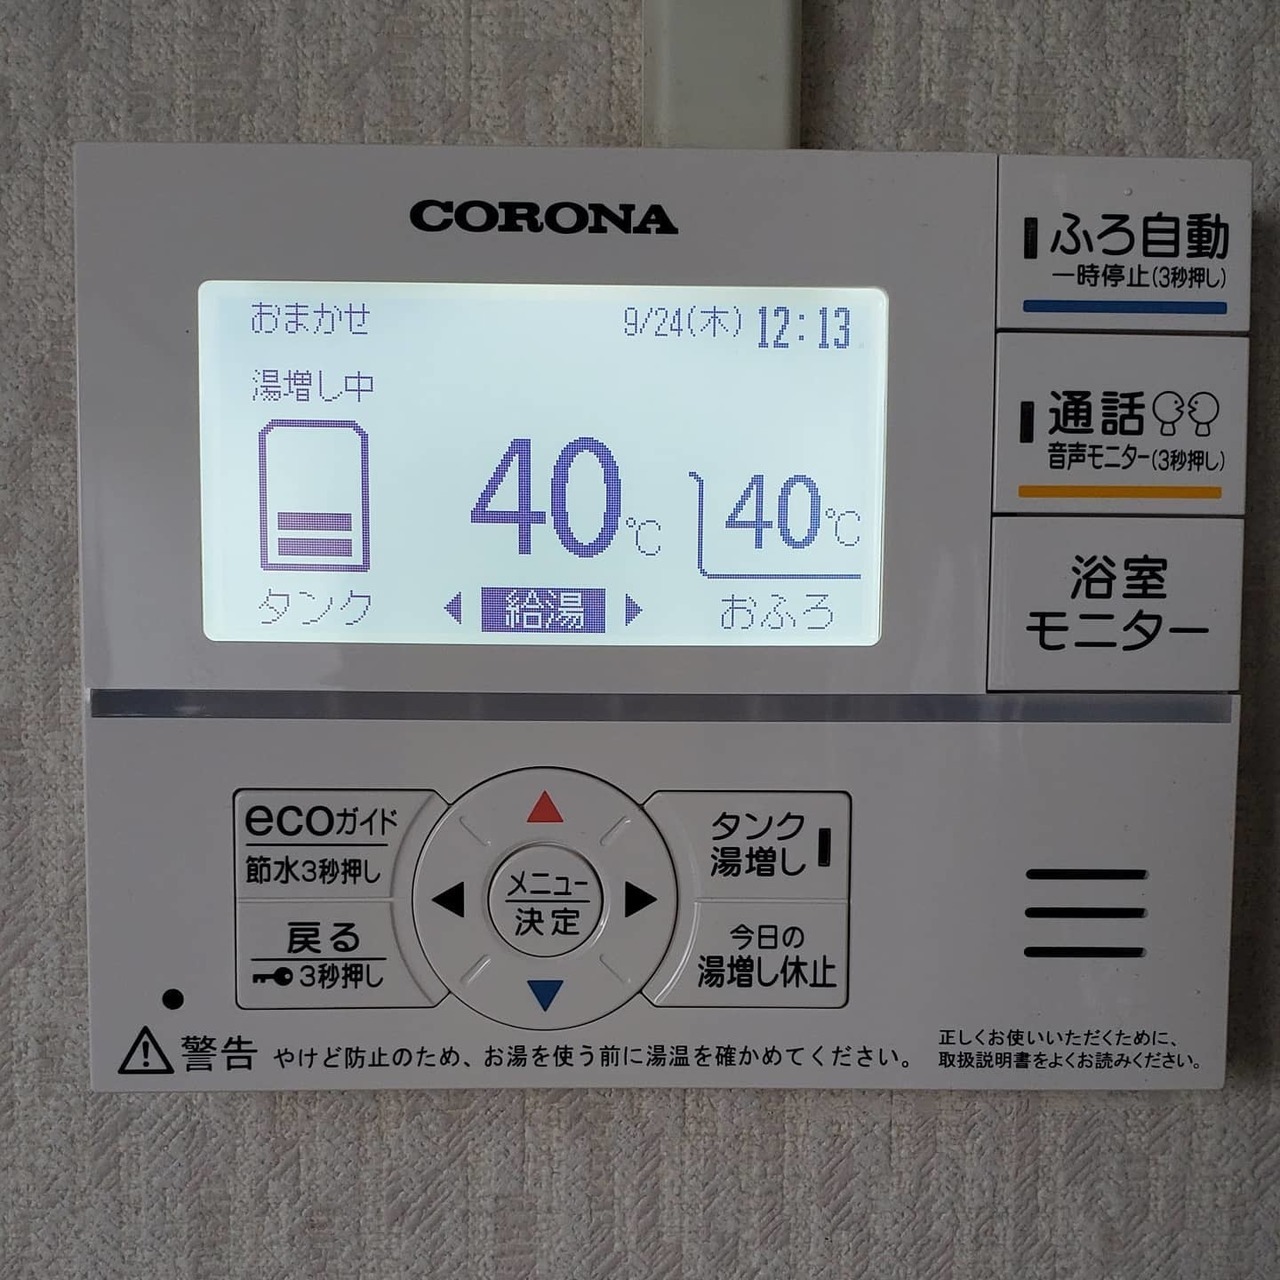 CORONA
おまかせ 9/24(木) 12:13
湯増し中
40℃ 40℃
タンク 給湯 おふろ
ふろ自動
一時停止(3秒押し)
通話
音声モニター(3秒押し)
浴室
モニター
ecoガイド
節水3秒押し
戻る
3秒押し
メニュー
決定
タンク
湯増し
今日の
湯増し休止
警告 やけど防止のため、お湯を使う前に湯温を確かめてください。
正しくお使いいただくために、
取扱説明書をよくお読みください。